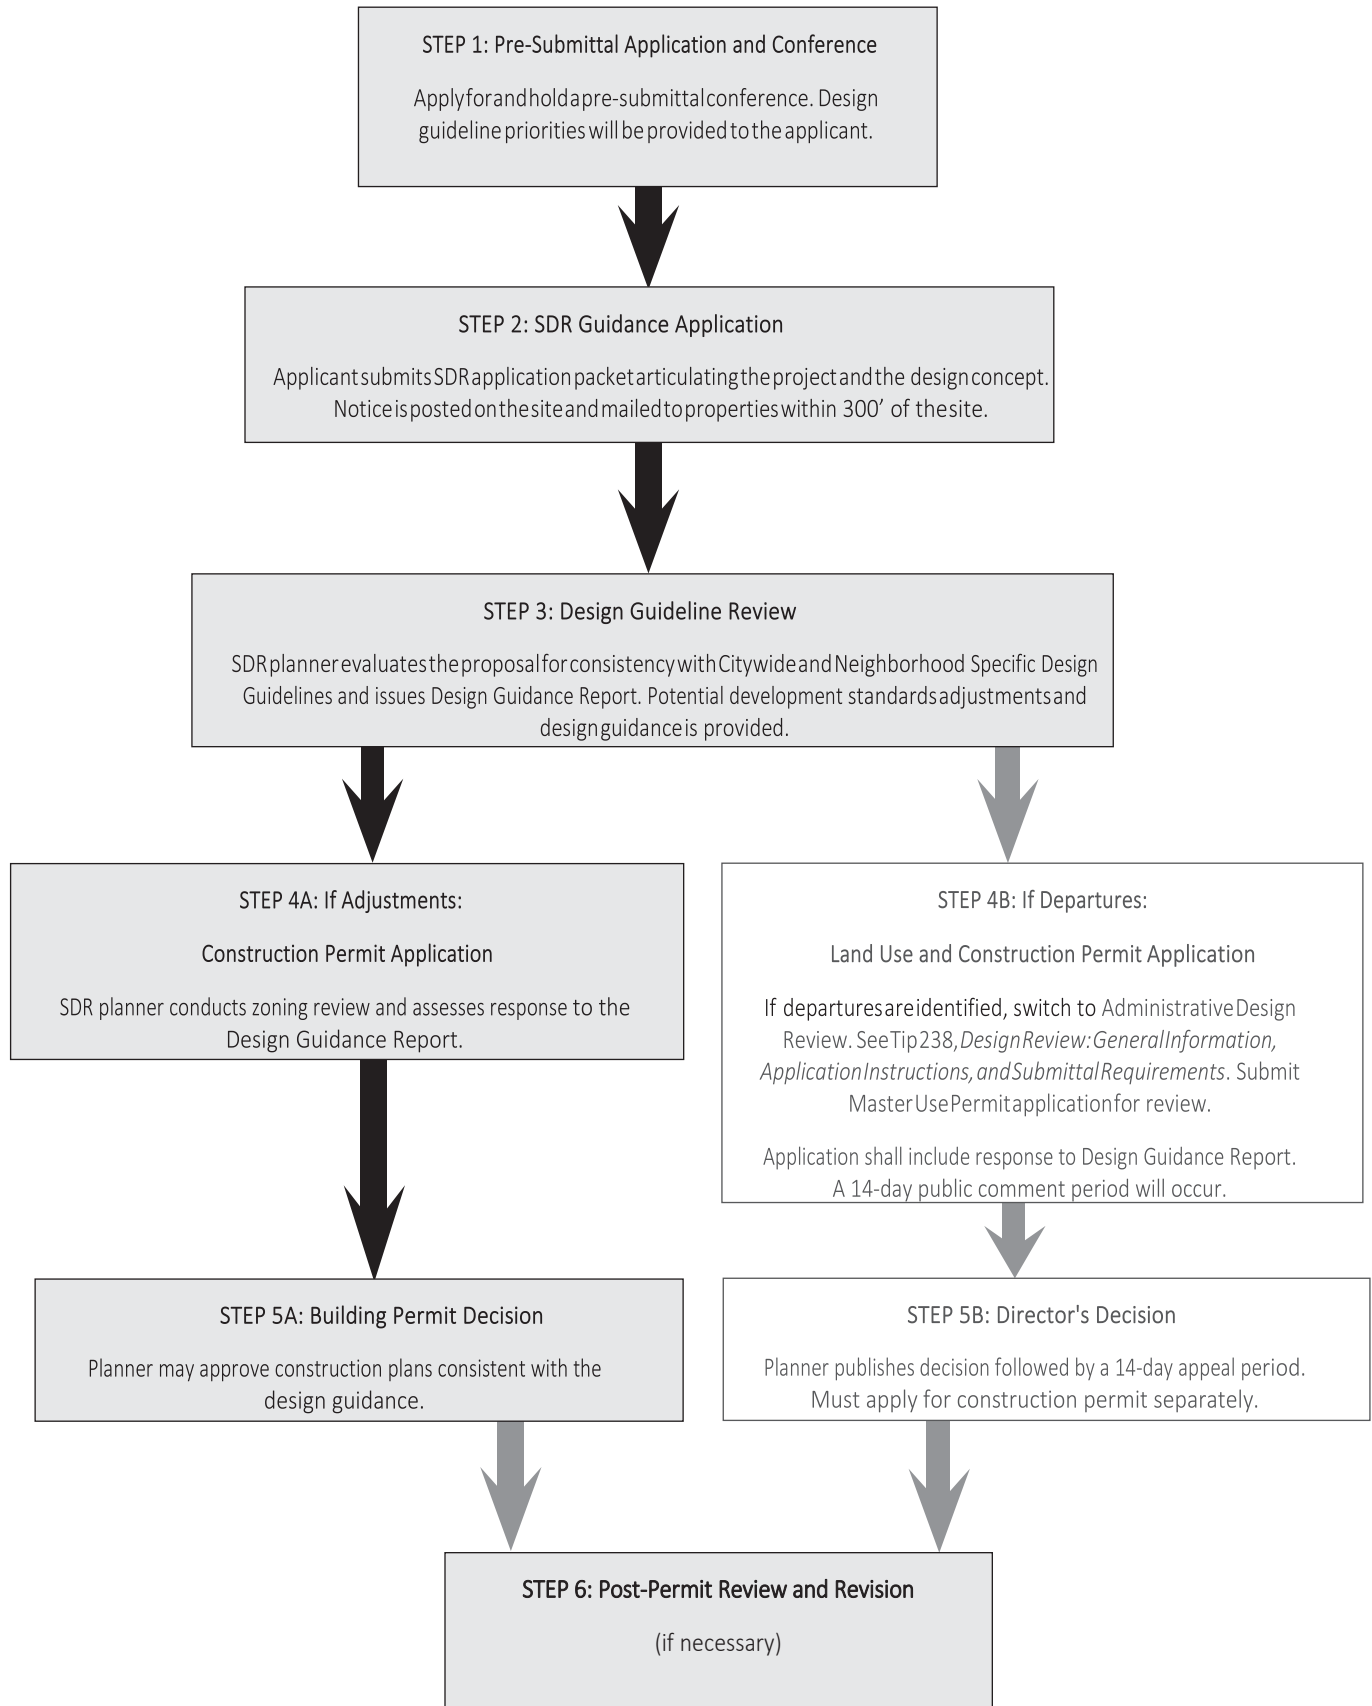 STEP 1: Pre-Submittal Application and Conference
Apply for and hold a pre-submittal conference. Design
guideline priorities will be provided to the applicant.
STEP 2: SDR Guidance Application
Applicant submits SDR application packet articulating the project and the design concept.
Notice is posted on the site and mailed to properties within 300’ of the site.
STEP 3: Design Guideline Review
SDR planner evaluates the proposal for consistency with Citywide and Neighborhood Specific Design
Guidelines and issues Design Guidance Report. Potential development standards adjustments and
design guidance is provided.
STEP 4A: If Adjustments:
Construction Permit Application
SDR planner conducts zoning review and assesses response to the
Design Guidance Report.
STEP 4B: If Departures:
Land Use and Construction Permit Application
If departures are identified, switch to Administrative Design
Review. See Tip 238, Design Review: General Information,
Application Instructions, and Submittal Requirements. Submit
Master Use Permit application for review.
Application shall include response to Design Guidance Report.
A 14-day public comment period will occur.
STEP 5A: Building Permit Decision
Planner may approve construction plans consistent with the
design guidance.
STEP 5B: Director's Decision
Planner publishes decision followed by a 14-day appeal period.
Must apply for construction permit separately.
STEP 6: Post-Permit Review and Revision
(if necessary)